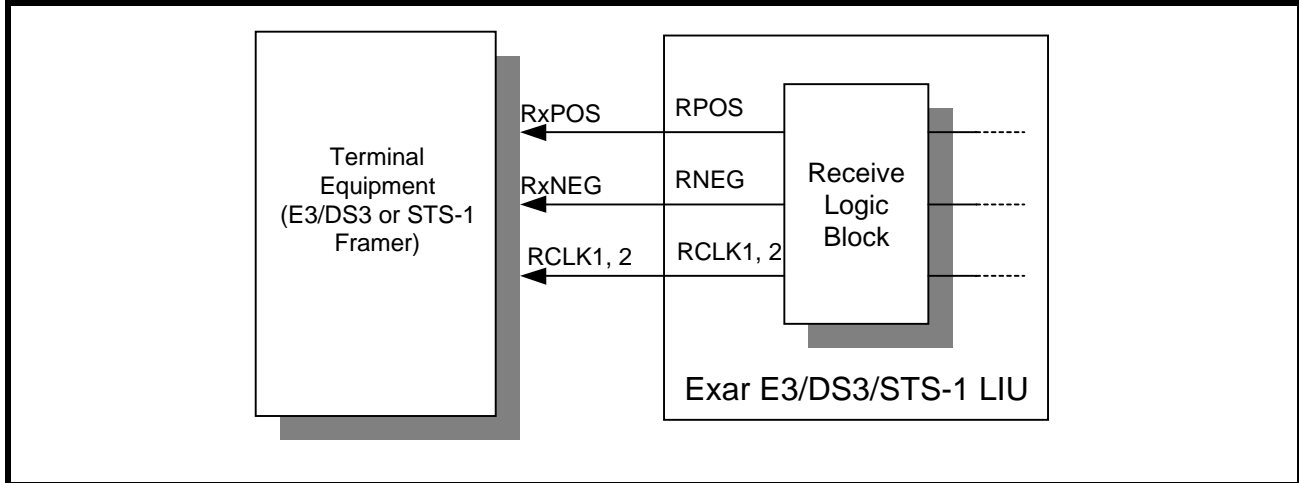 Terminal
Equipment
(E3/DS3 or STS-1
Framer)
RxPOS
RPOS
RxNEG
RNEG
RCLK1, 2
RCLK1, 2
Receive
Logic
Block
Exar E3/DS3/STS-1 LIU